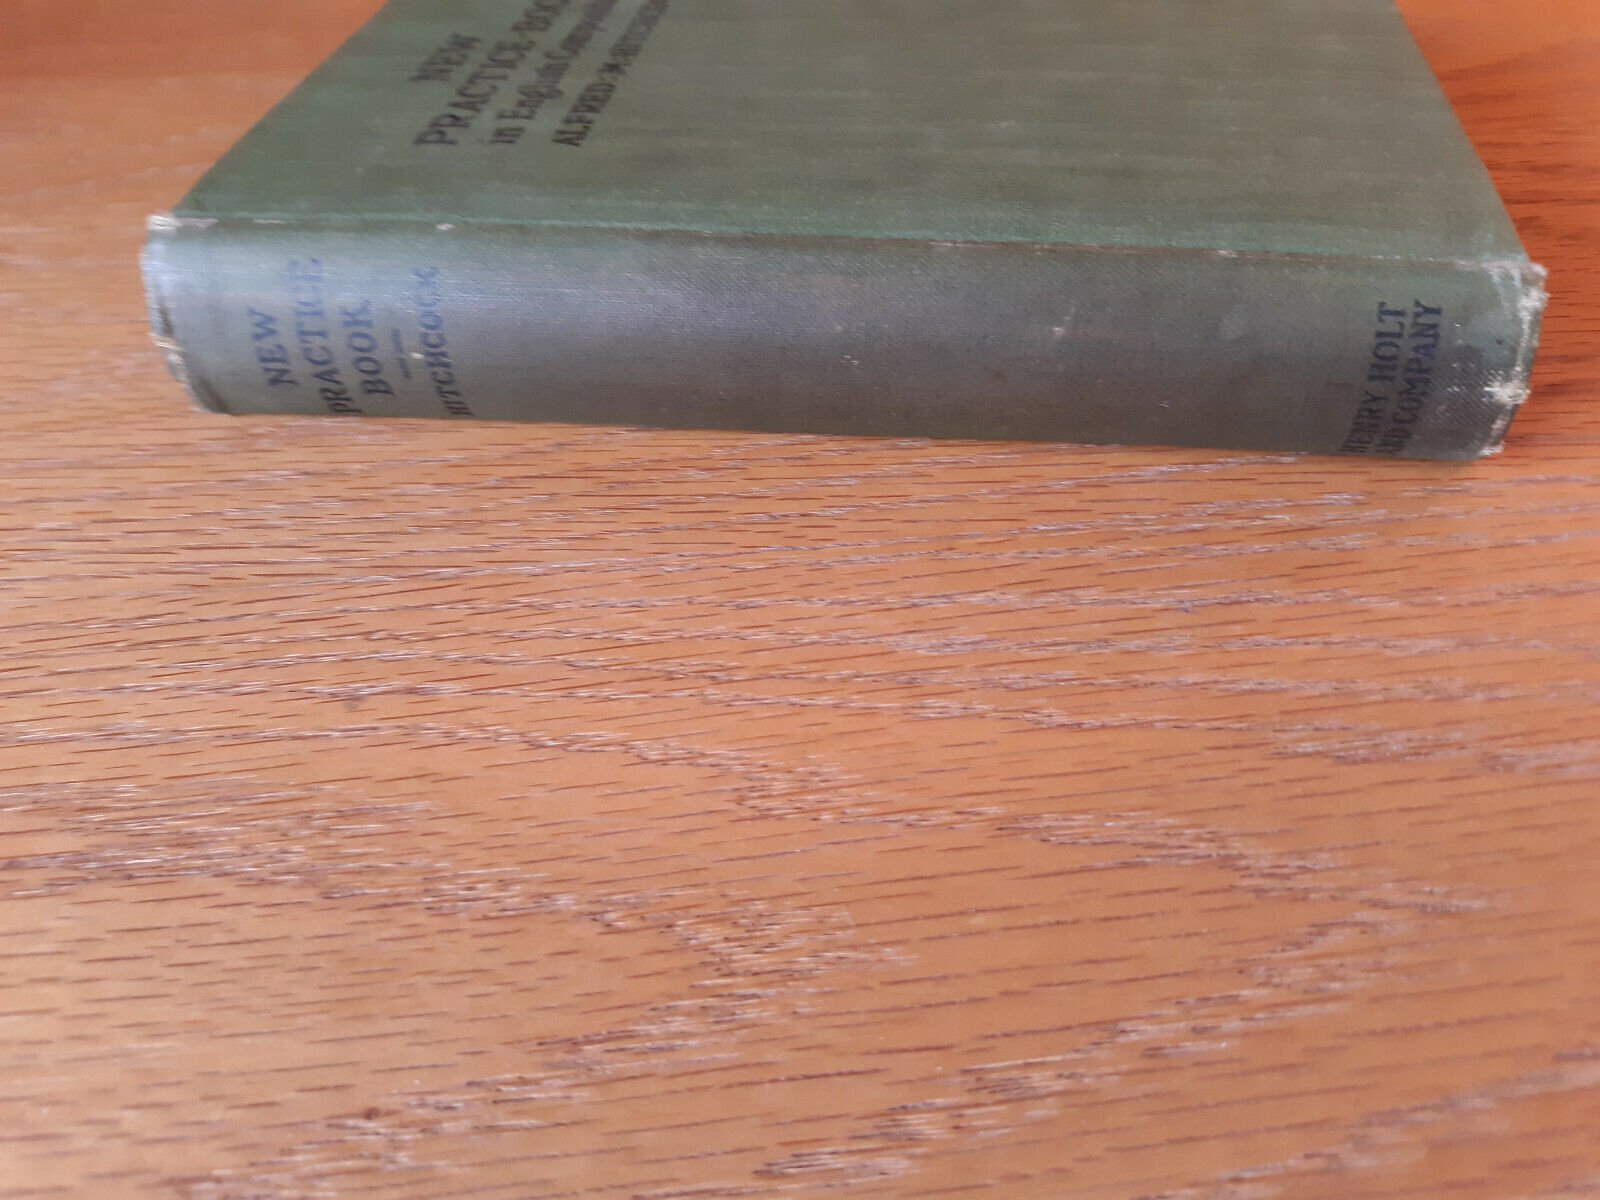 NEW
PRACTICE-BOOK
in English Composition
ALFRED·M·HITCHCOCK
NEW
PRACTICE
BOOK
HITCHCOCK
HENRY HOLT
AND COMPANY